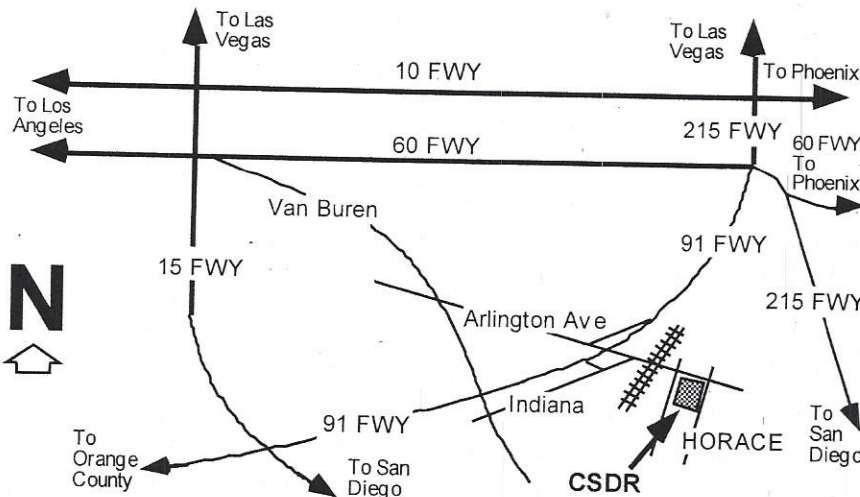 To Las
Vegas
To Las
Vegas
10 FWY
To Phoenix
To Los
Angeles
215 FWY
60 FWY
60 FWY
To
Phoenix
Van Buren
91 FWY
N
15 FWY
215 FWY
Arlington Ave
Indiana
91 FWY
HORACE
To
San
Diego
To
Orange
County
To San
Diego
CSDR